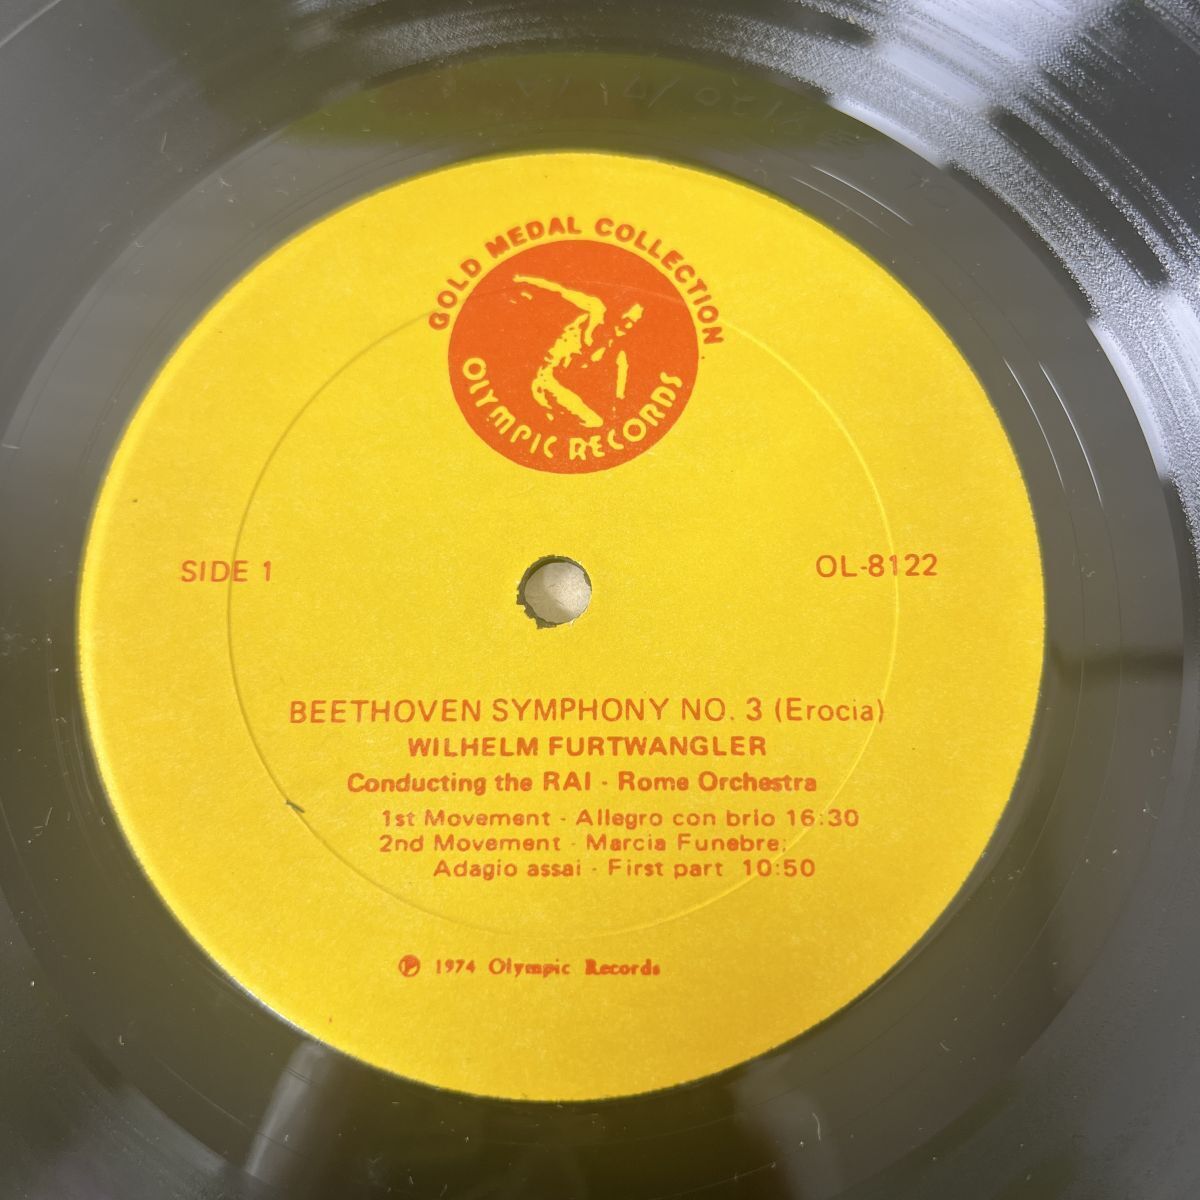 GOLD MEDAL COLLECTION
OLYMPIC RECORDS
SIDE 1
OL-8122
BEETHOVEN SYMPHONY NO. 3 (Erocia)
WILHELM FURTWANGLER
Conducting the RAI - Rome Orchestra
1st Movement - Allegro con brio 16:30
2nd Movement - Marcia Funebre:
Adagio assai - First part 10:50
℗ 1974 Olympic Records